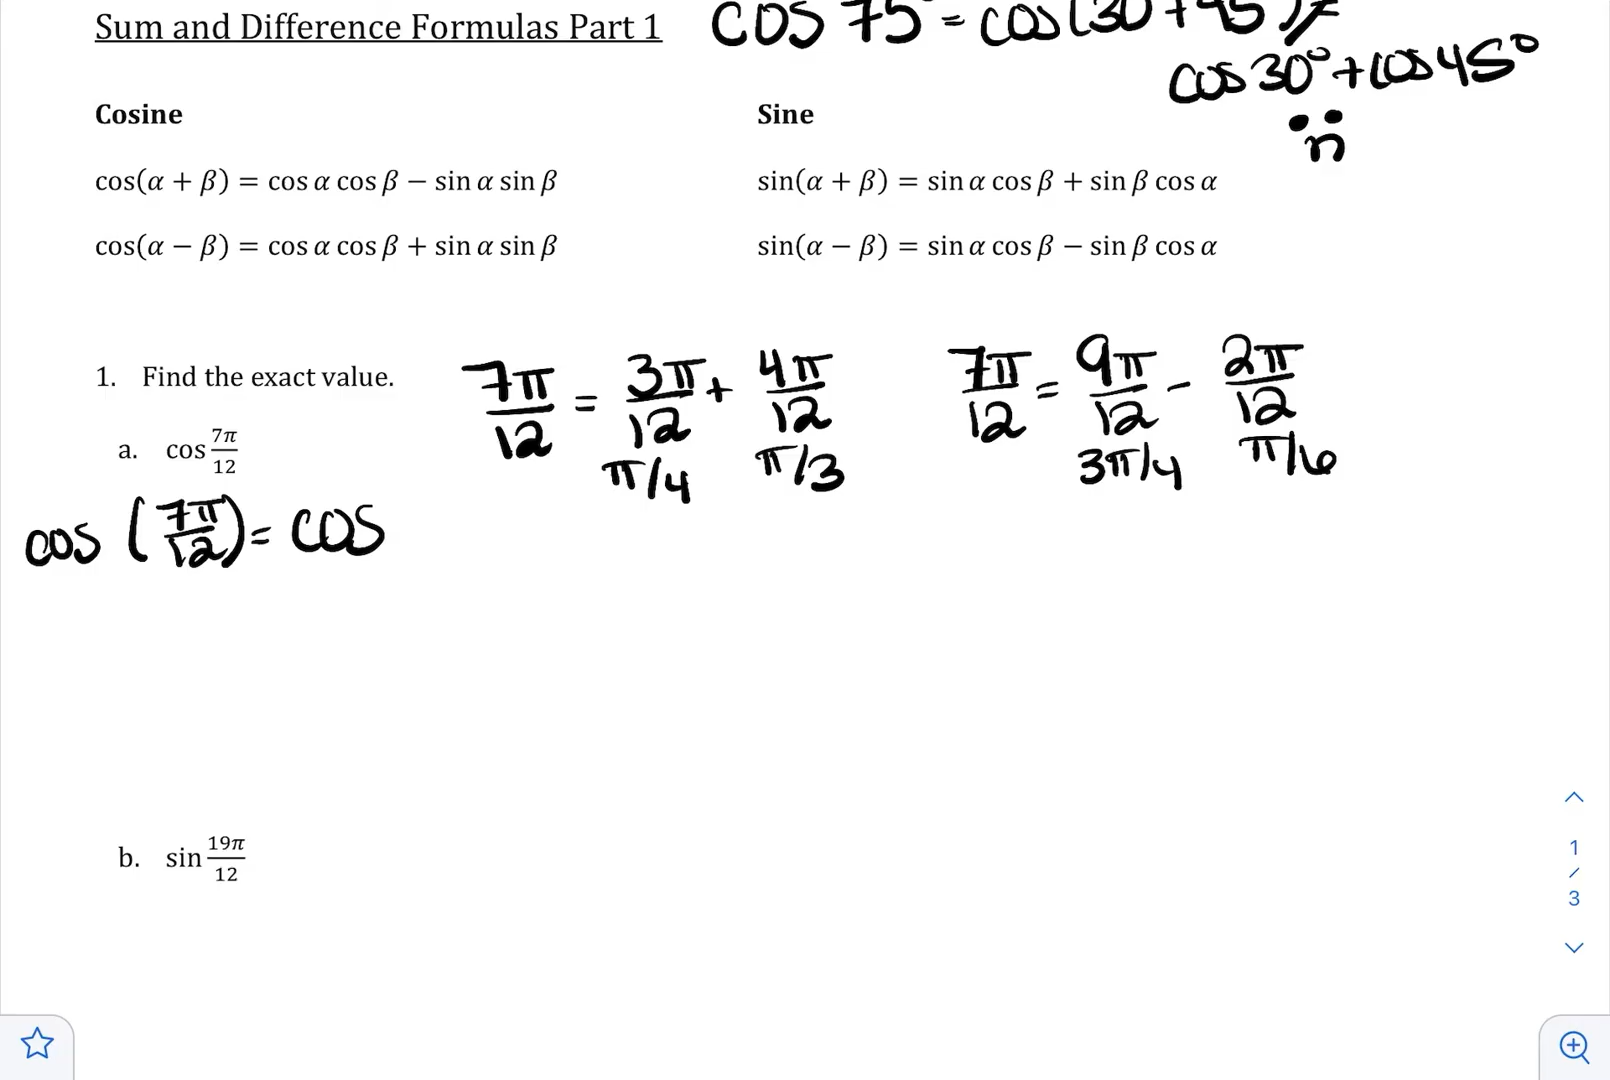 Sum and Difference Formulas Part 1
cos 75° = cos(30 + 45) ≠
cos 30° + cos 45°
Cosine
Sine
cos(α + β) = cos α cos β − sin α sin β
sin(α + β) = sin α cos β + sin β cos α
cos(α − β) = cos α cos β + sin α sin β
sin(α − β) = sin α cos β − sin β cos α
1. Find the exact value.
7π/12 = 3π/12 + 4π/12
π/4 π/3
7π/12 = 9π/12 - 2π/12
3π/4 π/6
a. cos 7π/12
cos (7π/12) = cos
b. sin 19π/12
1
/
3